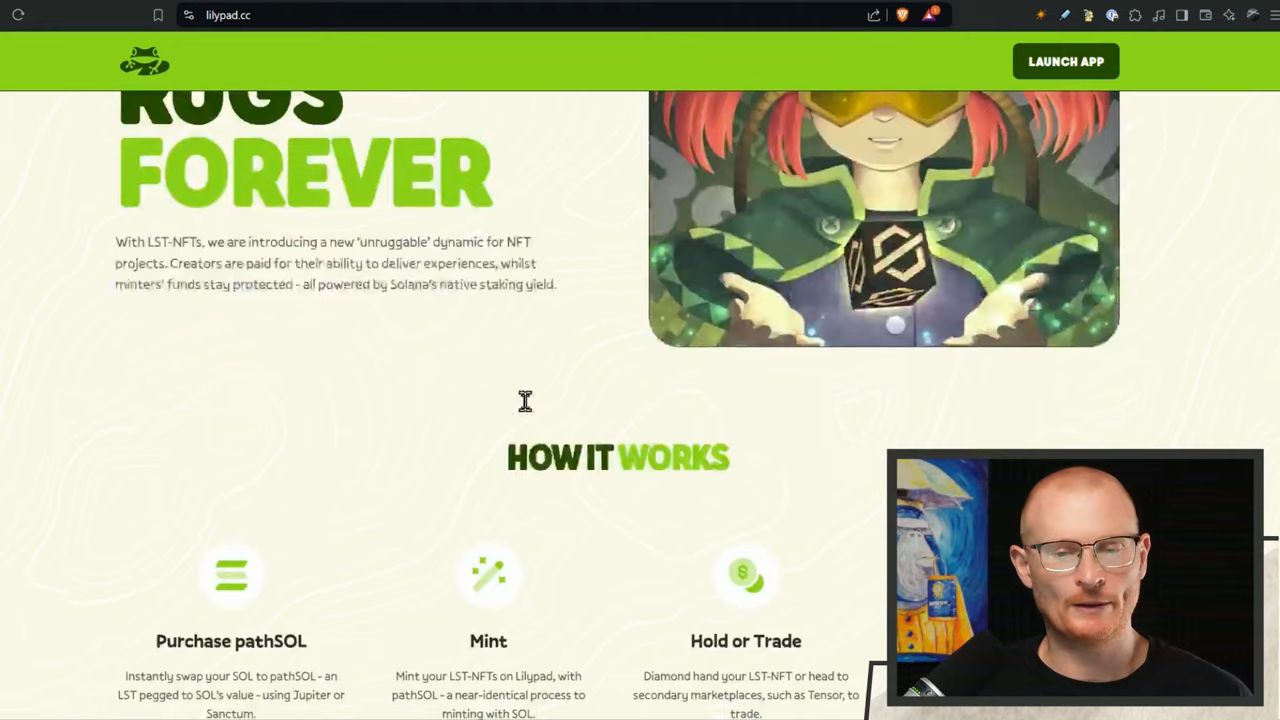 lilypad.cc
LAUNCH APP
RUGS
FOREVER
With LST-NFTs, we are introducing a new 'unruggable' dynamic for NFT
projects. Creators are paid for their ability to deliver experiences, whilst
minters' funds stay protected - all powered by Solana's native staking yield.
HOW IT WORKS
Purchase pathSOL
Instantly swap your SOL to pathSOL - an
LST pegged to SOL's value - using Jupiter or
Sanctum.
Mint
Mint your LST-NFTs on Lilypad, with
pathSOL - a near-identical process to
minting with SOL.
Hold or Trade
Diamond hand your LST-NFT or head to
secondary marketplaces, such as Tensor, to
trade.